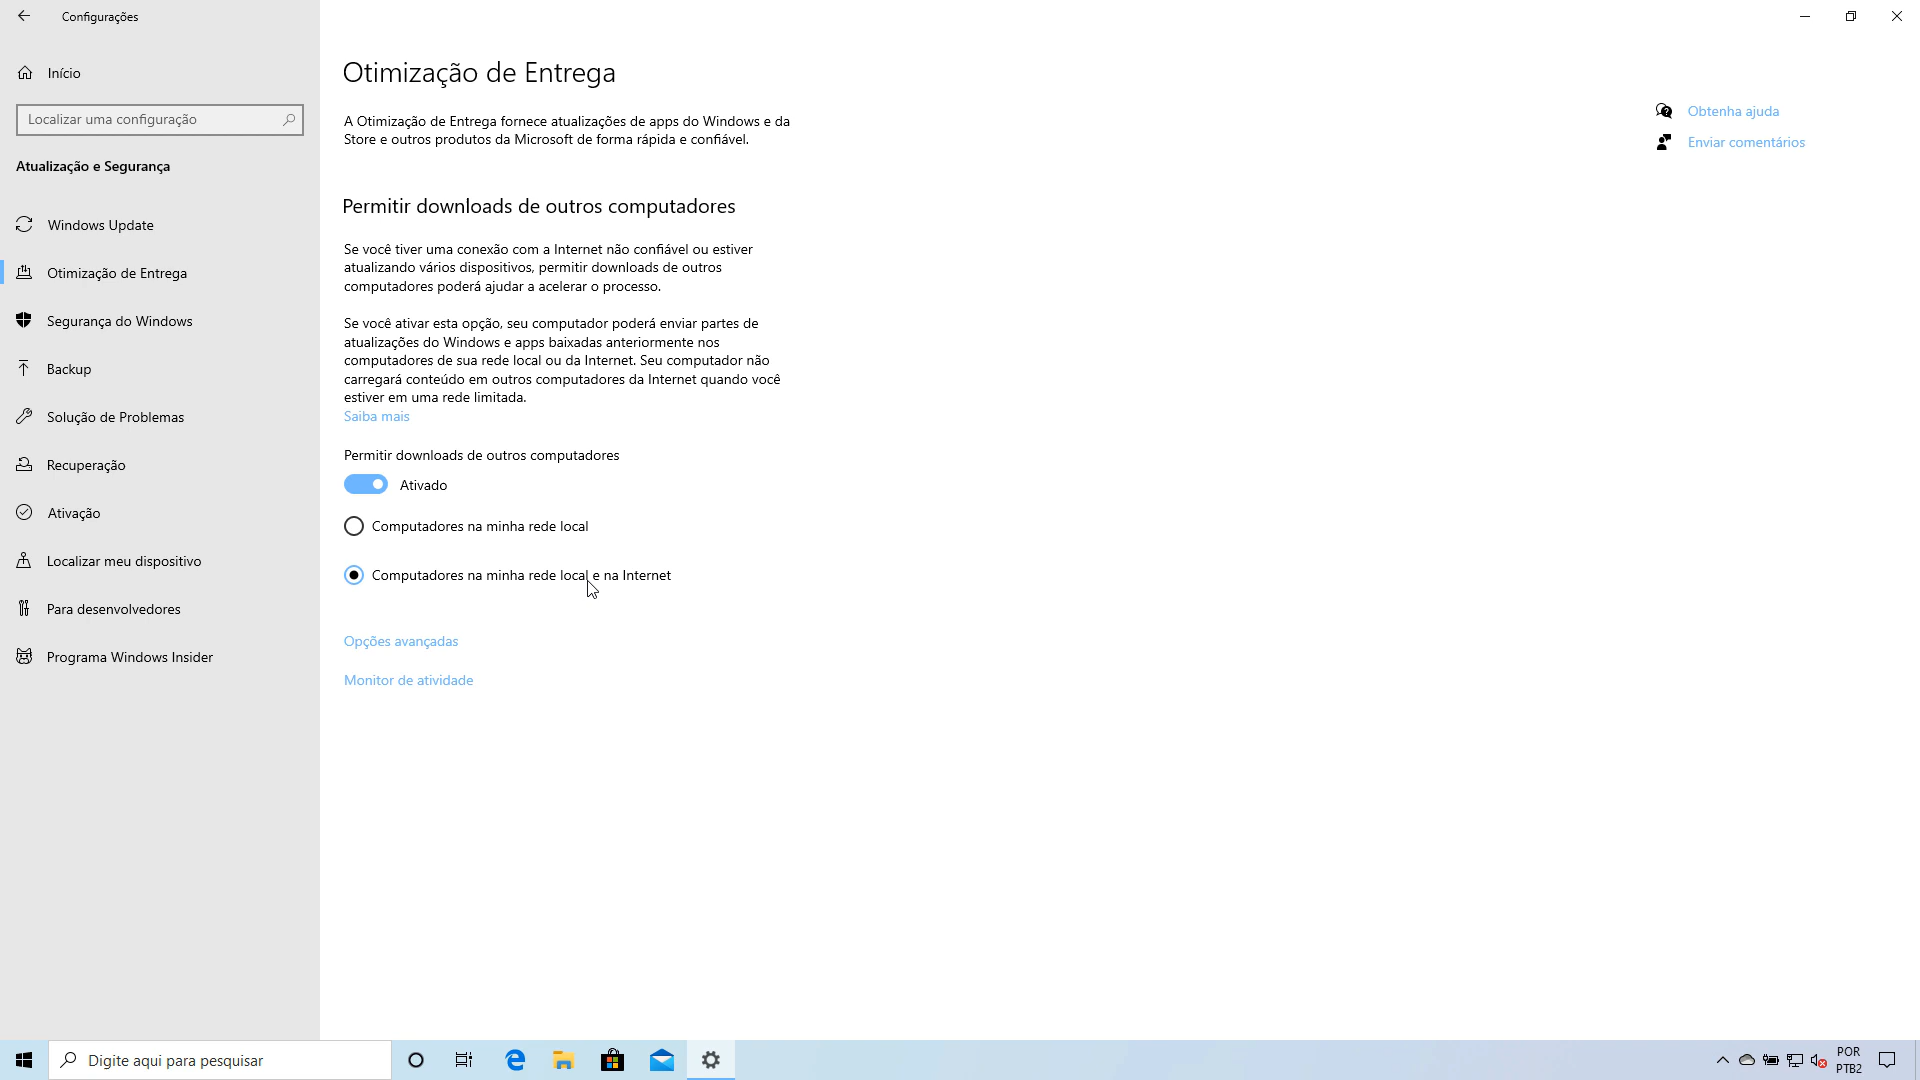 Configurações
Início
Localizar uma configuração
Atualização e Segurança
Windows Update
Otimização de Entrega
Segurança do Windows
Backup
Solução de Problemas
Recuperação
Ativação
Localizar meu dispositivo
Para desenvolvedores
Programa Windows Insider
Otimização de Entrega
A Otimização de Entrega fornece atualizações de apps do Windows e da
Store e outros produtos da Microsoft de forma rápida e confiável.
Permitir downloads de outros computadores
Se você tiver uma conexão com a Internet não confiável ou estiver
atualizando vários dispositivos, permitir downloads de outros
computadores poderá ajudar a acelerar o processo.
Se você ativar esta opção, seu computador poderá enviar partes de
atualizações do Windows e apps baixadas anteriormente nos
computadores de sua rede local ou da Internet. Seu computador não
carregará conteúdo em outros computadores da Internet quando você
estiver em uma rede limitada.
Saiba mais
Permitir downloads de outros computadores
Ativado
Computadores na minha rede local
Computadores na minha rede local e na Internet
Opções avançadas
Monitor de atividade
Obtenha ajuda
Enviar comentários
Digite aqui para pesquisar
POR
PTB2